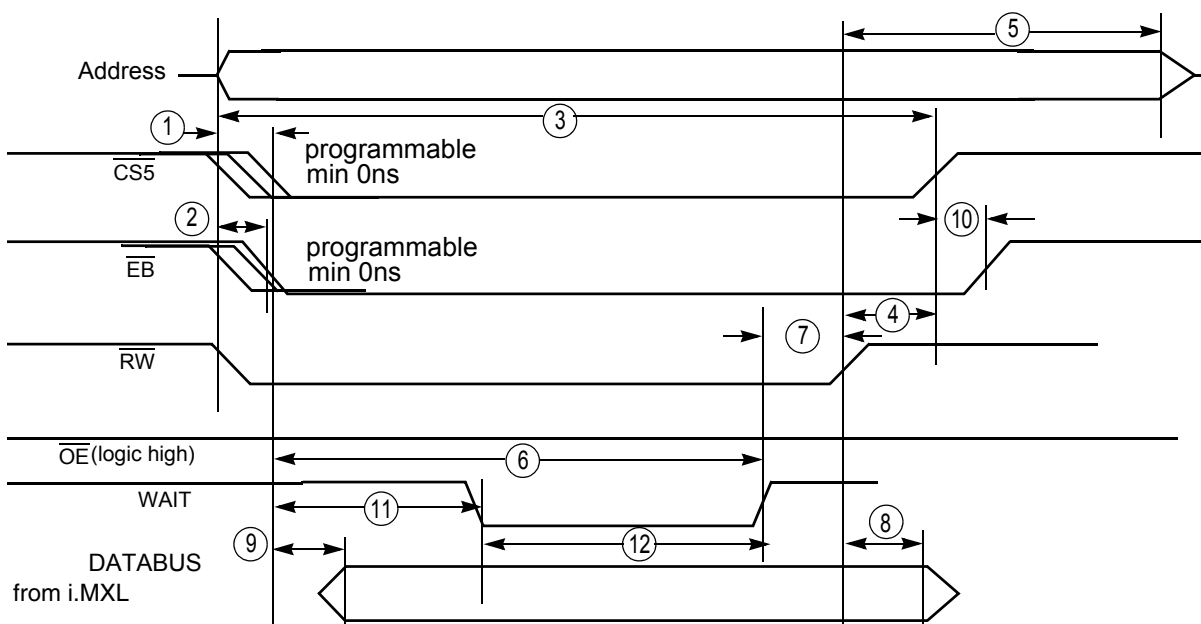 5
Address
3
1
programmable
min 0ns
CS5
2
10
programmable
min 0ns
EB
4
7
RW
OE(logic high)
6
WAIT
11
8
9
12
DATABUS
from i.MXL